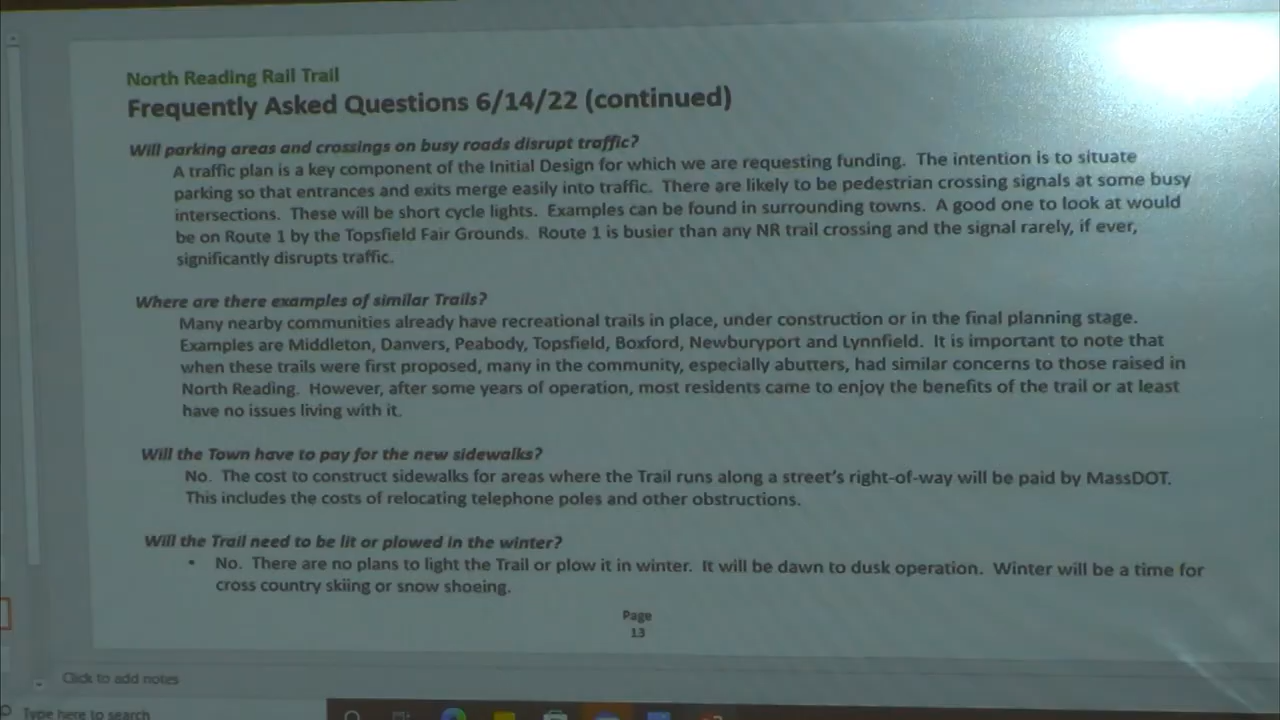 North Reading Rail Trail
Frequently Asked Questions 6/14/22 (continued)
Will parking areas and crossings on busy roads disrupt traffic?
A traffic plan is a key component of the Initial Design for which we are requesting funding. The intention is to situate
parking so that entrances and exits merge easily into traffic. There are likely to be pedestrian crossing signals at some busy
intersections. These will be short cycle lights. Examples can be found in surrounding towns. A good one to look at would
be on Route 1 by the Topsfield Fair Grounds. Route 1 is busier than any NR trail crossing and the signal rarely, if ever,
significantly disrupts traffic.
Where are there examples of similar Trails?
Many nearby communities already have recreational trails in place, under construction or in the final planning stage.
Examples are Middleton, Danvers, Peabody, Topsfield, Boxford, Newburyport and Lynnfield. It is important to note that
when these trails were first proposed, many in the community, especially abutters, had similar concerns to those raised in
North Reading. However, after some years of operation, most residents came to enjoy the benefits of the trail or at least
have no issues living with it.
Will the Town have to pay for the new sidewalks?
No. The cost to construct sidewalks for areas where the Trail runs along a street's right-of-way will be paid by MassDOT.
This includes the costs of relocating telephone poles and other obstructions.
Will the Trail need to be lit or plowed in the winter?
• No. There are no plans to light the Trail or plow it in winter. It will be dawn to dusk operation. Winter will be a time for
cross country skiing or snow shoeing.
Page
13
Click to add notes
Type here to search